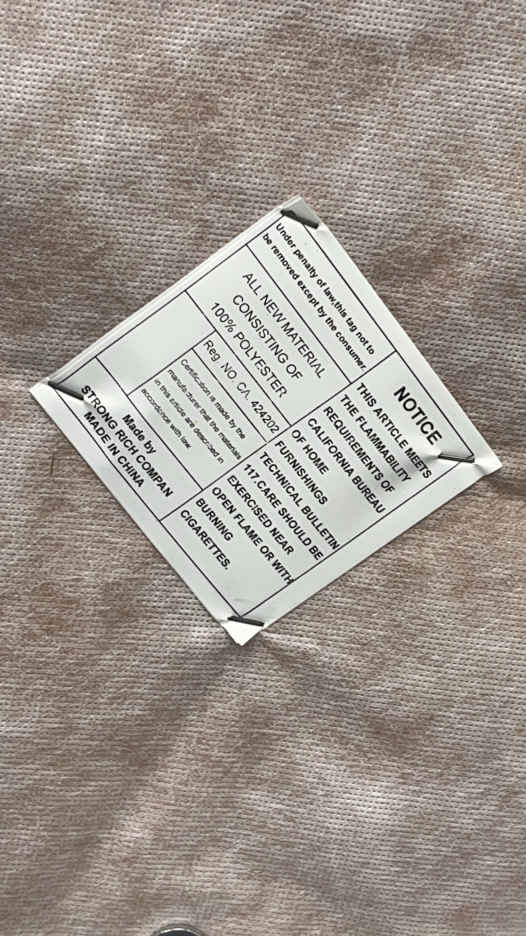 Under penalty of law,this tag not to
be removed except by the consumer.
ALL NEW MATERIAL
CONSISTING OF
100% POLYESTER
Reg .NO. CA. 424202
Certification is made by the
manufacturer that the materials
in this article are described in
accordance with law.
Made by
STRONG RICH COMPAN
MADE IN CHINA
NOTICE
THIS ARTICLE MEETS
THE FLAMMABILITY
REQUIREMENTS OF
CALIFORNIA BUREAU
OF HOME
FURNISHINGS
TECHNICAL BULLETIN
117.CARE SHOULD BE
EXERCISED NEAR
OPEN FLAME OR WITH
BURNING
CIGARETTES.